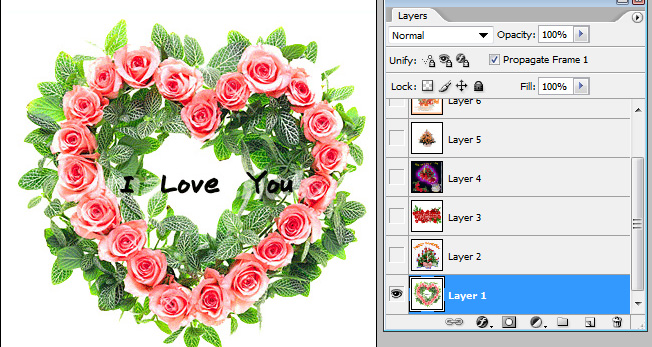 I Love You
Layers
Normal
Opacity: 100%
Unify:
Propagate Frame 1
Lock:
Fill: 100%
Layer 6
Layer 5
Layer 4
Layer 3
Layer 2
Layer 1